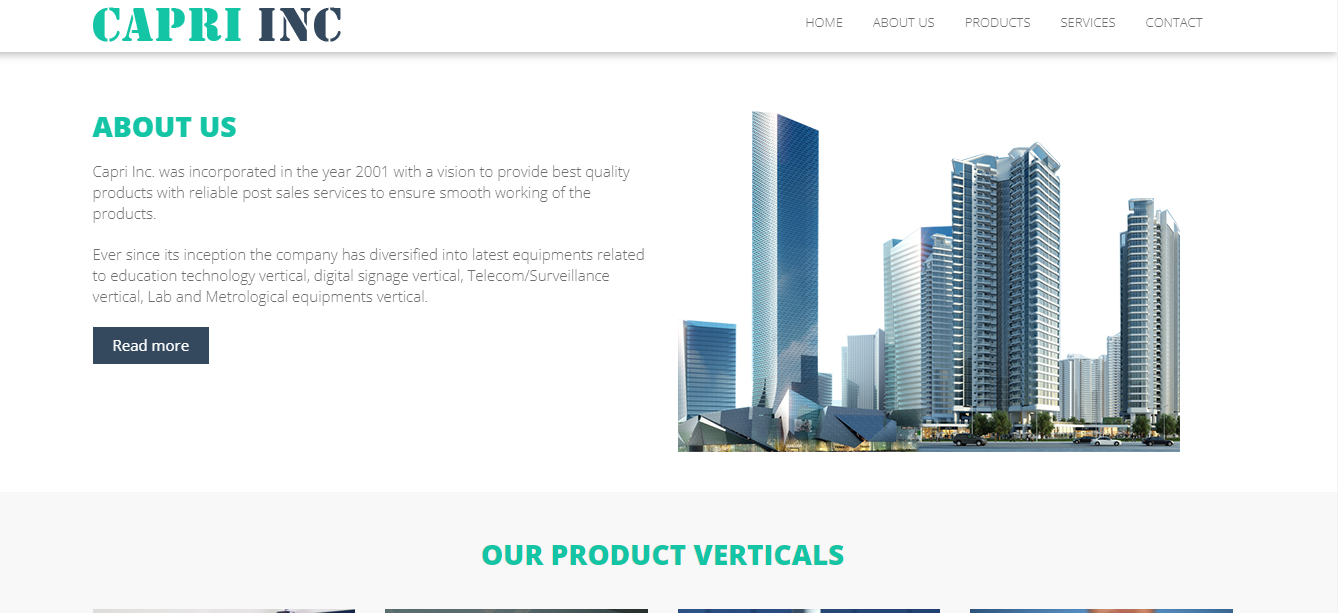 CAPRI INC
HOME ABOUT US PRODUCTS SERVICES CONTACT
ABOUT US
Capri Inc. was incorporated in the year 2001 with a vision to provide best quality
products with reliable post sales services to ensure smooth working of the
products.
Ever since its inception the company has diversified into latest equipments related
to education technology vertical, digital signage vertical, Telecom/Surveillance
vertical, Lab and Metrological equipments vertical.
Read more
OUR PRODUCT VERTICALS